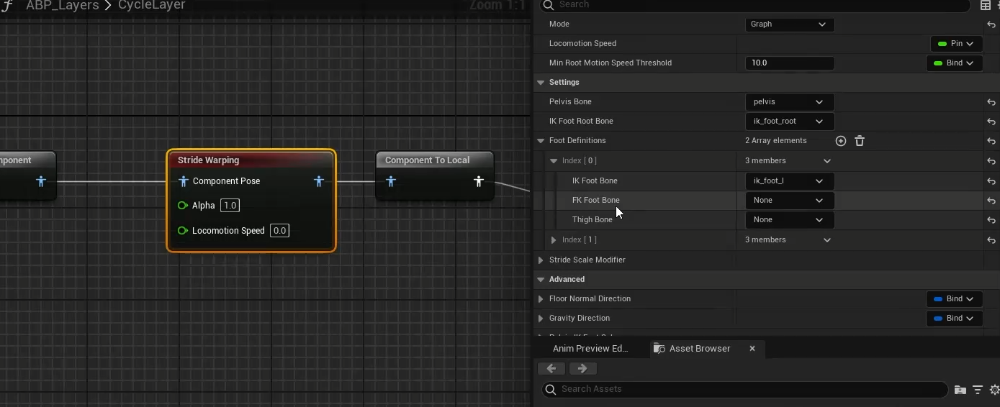 ABP_Layers > CycleLayer
Zoom 1:1
mponent
Stride Warping
Component Pose
Alpha 1.0
Locomotion Speed 0.0
Component To Local
Search
Mode Graph
Locomotion Speed Pin
Min Root Motion Speed Threshold 10.0 Bind
Settings
Pelvis Bone pelvis
IK Foot Root Bone ik_foot_root
Foot Definitions 2 Array elements
Index [ 0 ] 3 members
IK Foot Bone ik_foot_l
FK Foot Bone None
Thigh Bone None
Index [ 1 ] 3 members
Stride Scale Modifier
Advanced
Floor Normal Direction Bind
Gravity Direction Bind
Anim Preview Ed...
Asset Browser
Search Assets